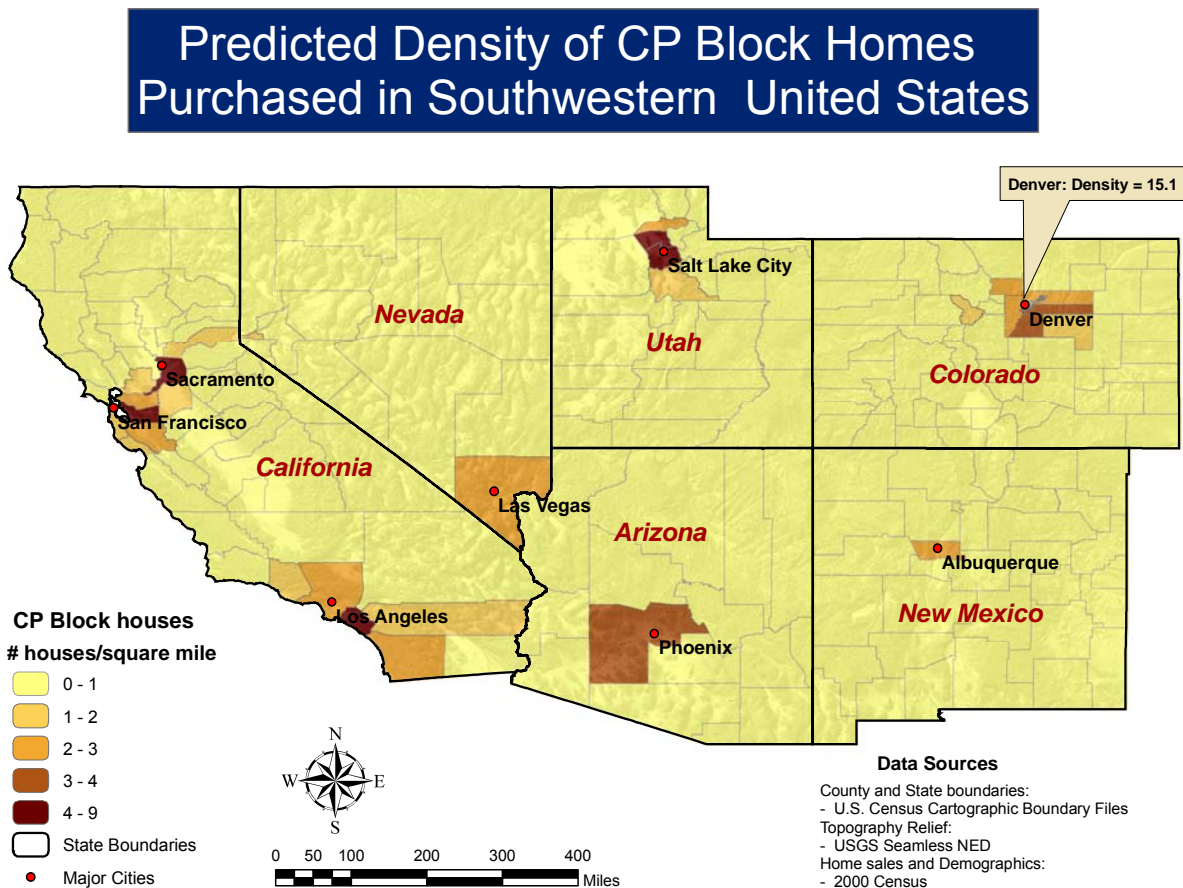 Predicted Density of CP Block Homes
Purchased in Southwestern United States
Denver: Density = 15.1
Salt Lake City
Nevada
Denver
Utah
Colorado
Sacramento
San Francisco
California
Las Vegas
Arizona
Albuquerque
New Mexico
Los Angeles
Phoenix
CP Block houses
# houses/square mile
0 - 1
1 - 2
2 - 3
3 - 4
4 - 9
State Boundaries
Major Cities
N
W
E
S
0 50 100 200 300 400
Miles
Data Sources
County and State boundaries:
- U.S. Census Cartographic Boundary Files
Topography Relief:
- USGS Seamless NED
Home sales and Demographics:
- 2000 Census